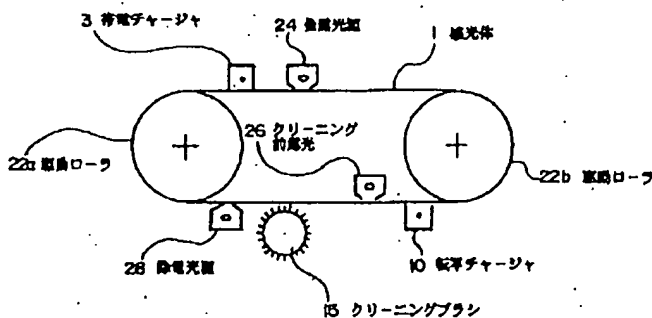 3 帯電チャージャ
24 像露光源
1 感光体
26 クリーニング
前露光
22a 駆動ローラ
22b 駆動ローラ
28 除電光源
10 転写チャージャ
15 クリーニングブラシ